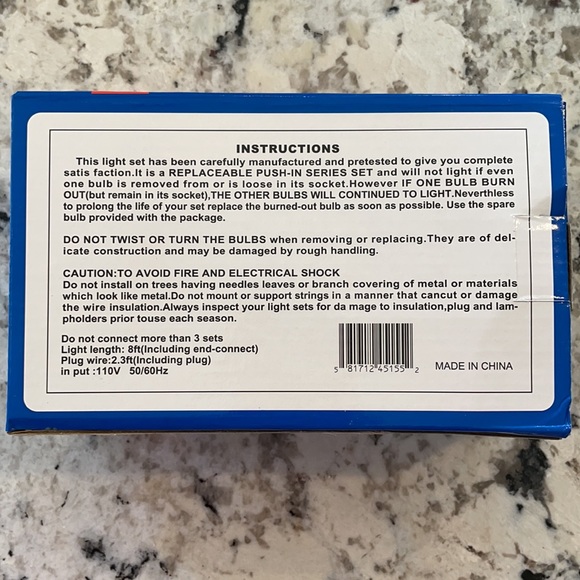 INSTRUCTIONS
This light set has been carefully manufactured and pretested to give you complete
satis faction.It is a REPLACEABLE PUSH-IN SERIES SET and will not light if even
one bulb is removed from or is loose in its socket.However IF ONE BULB BURN
OUT(but remain in its socket),THE OTHER BULBS WILL CONTINUED TO LIGHT.Neverthless
to prolong the life of your set replace the burned-out bulb as soon as possible. Use the spare
bulb provided with the package.
DO NOT TWIST OR TURN THE BULBS when removing or replacing.They are of del-
icate construction and may be damaged by rough handling.
CAUTION:TO AVOID FIRE AND ELECTRICAL SHOCK
Do not install on trees having needles leaves or branch covering of metal or materials
which look like metal.Do not mount or support strings in a manner that cancut or damage
the wire insulation.Always inspect your light sets for da mage to insulation,plug and lam-
pholders prior touse each season.
Do not connect more than 3 sets
Light length: 8ft(Including end-connect)
Plug wire:2.3ft(Including plug)
in put :110V 50/60Hz
5 81712 45155 2
MADE IN CHINA